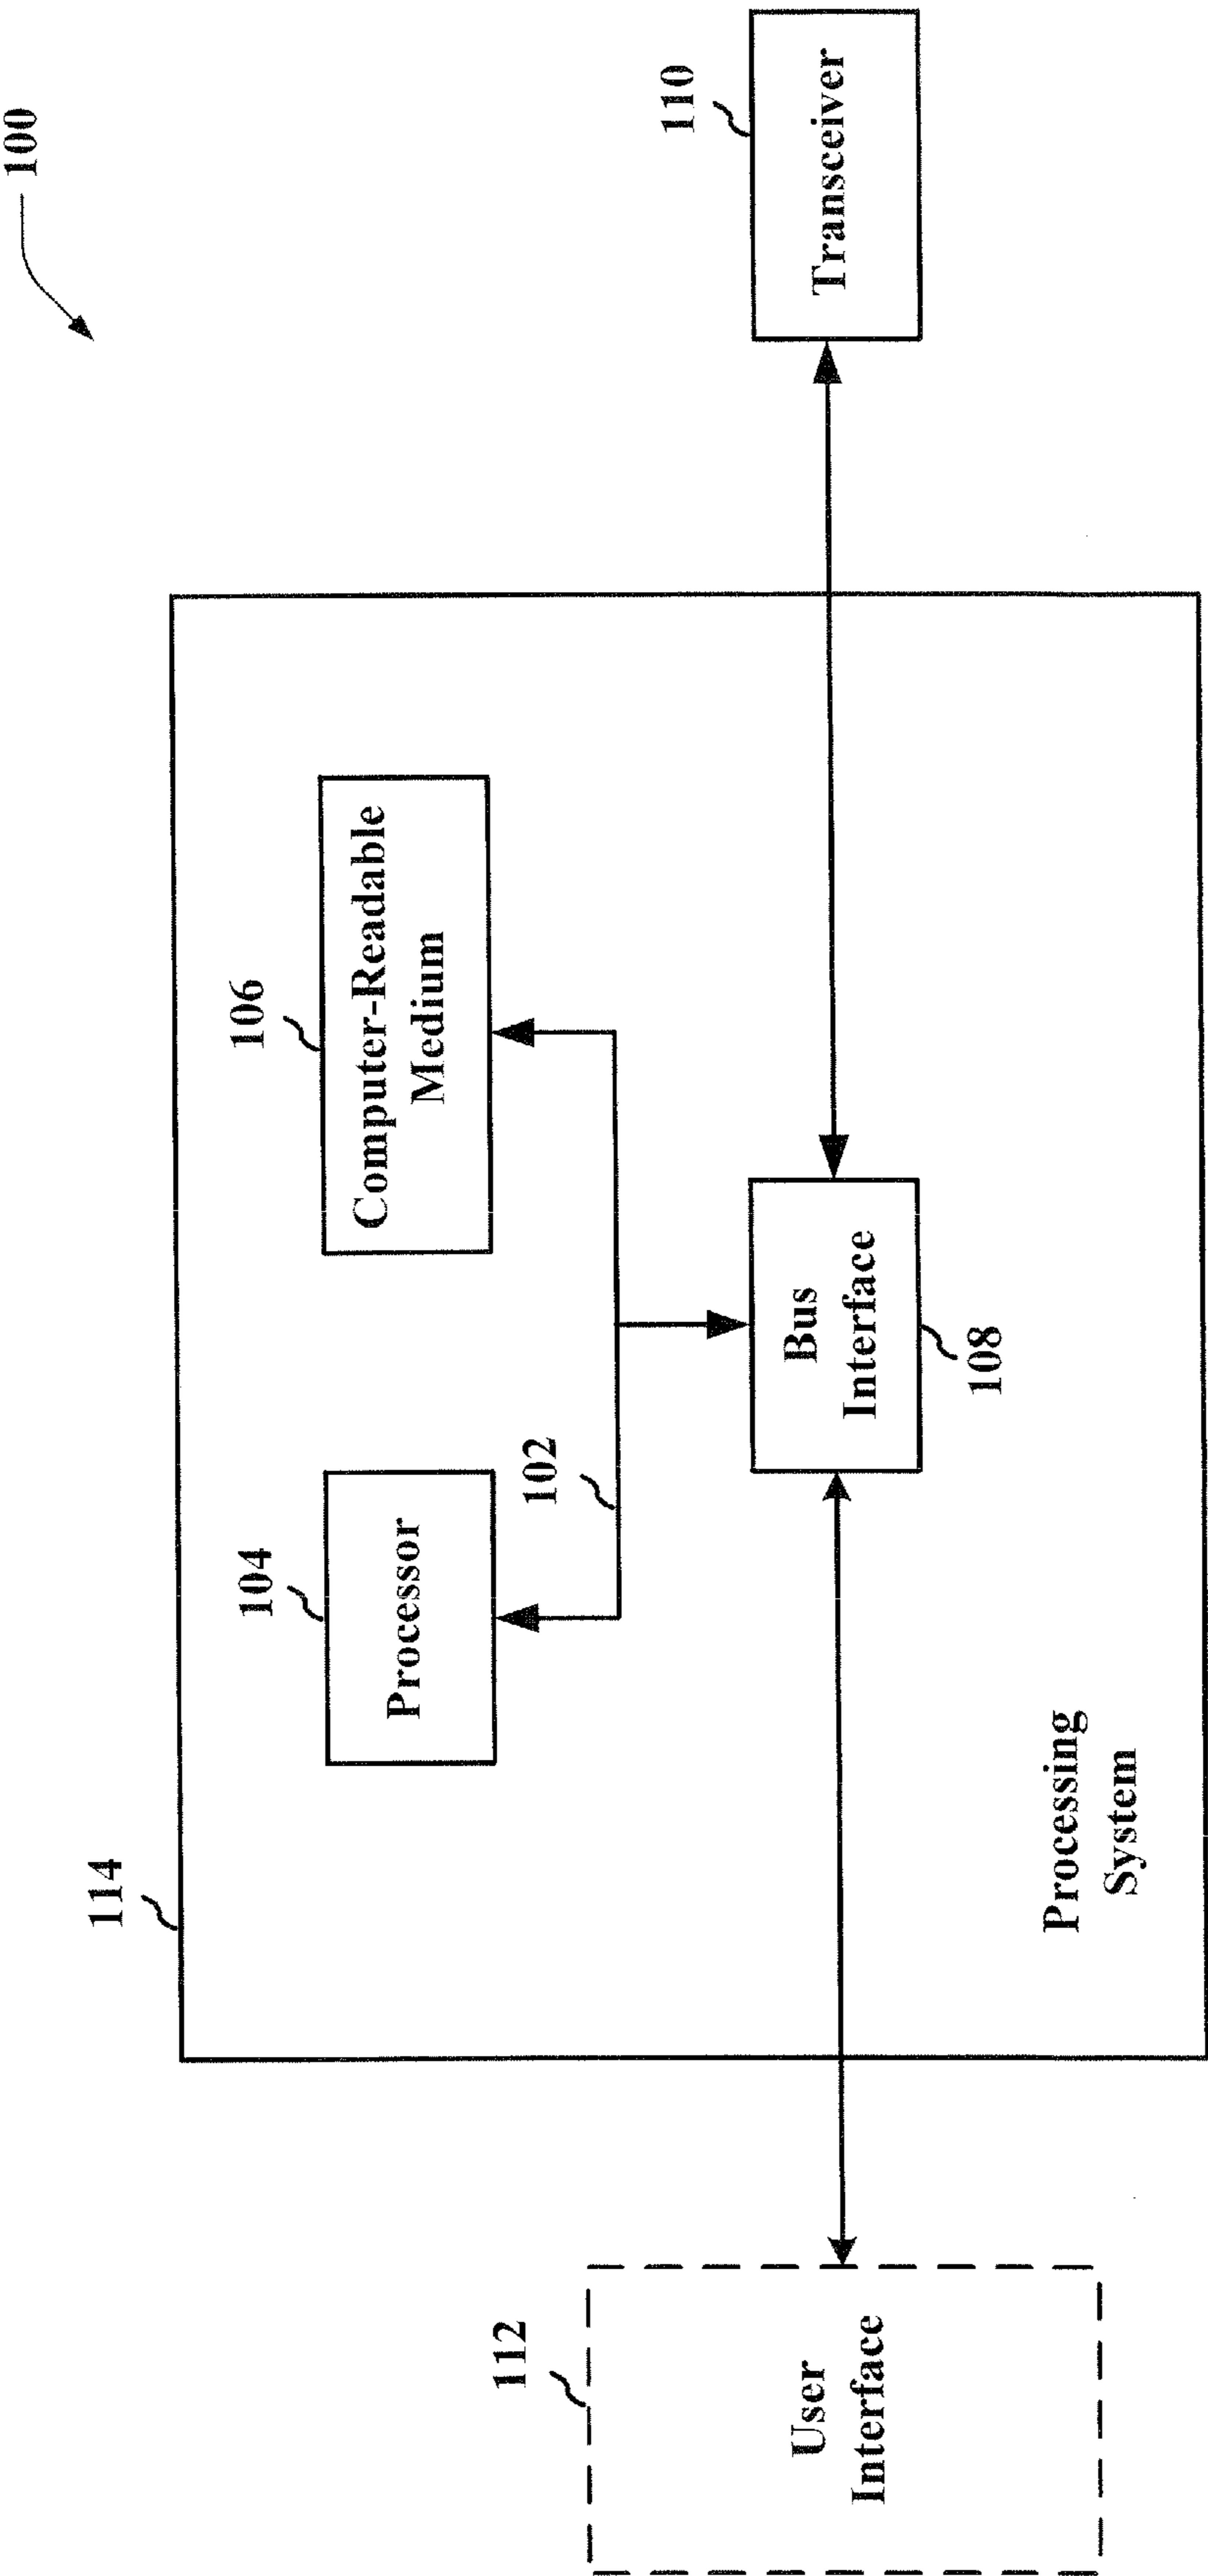 100
114
104
Processor
106
Computer-Readable
Medium
102
112
User
Interface
Bus
Interface
108
110
Transceiver
Processing
System